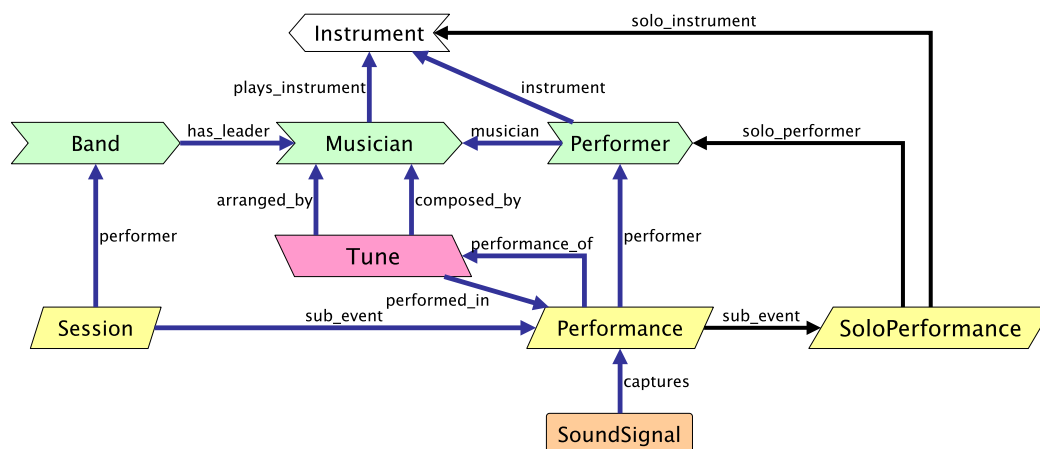 solo_instrument
Instrument
plays_instrument
instrument
Band
has_leader
Musician
musician
Performer
solo_performer
arranged_by
composed_by
performer
Tune
performance_of
performer
performed_in
Session
sub_event
Performance
sub_event
SoloPerformance
captures
SoundSignal